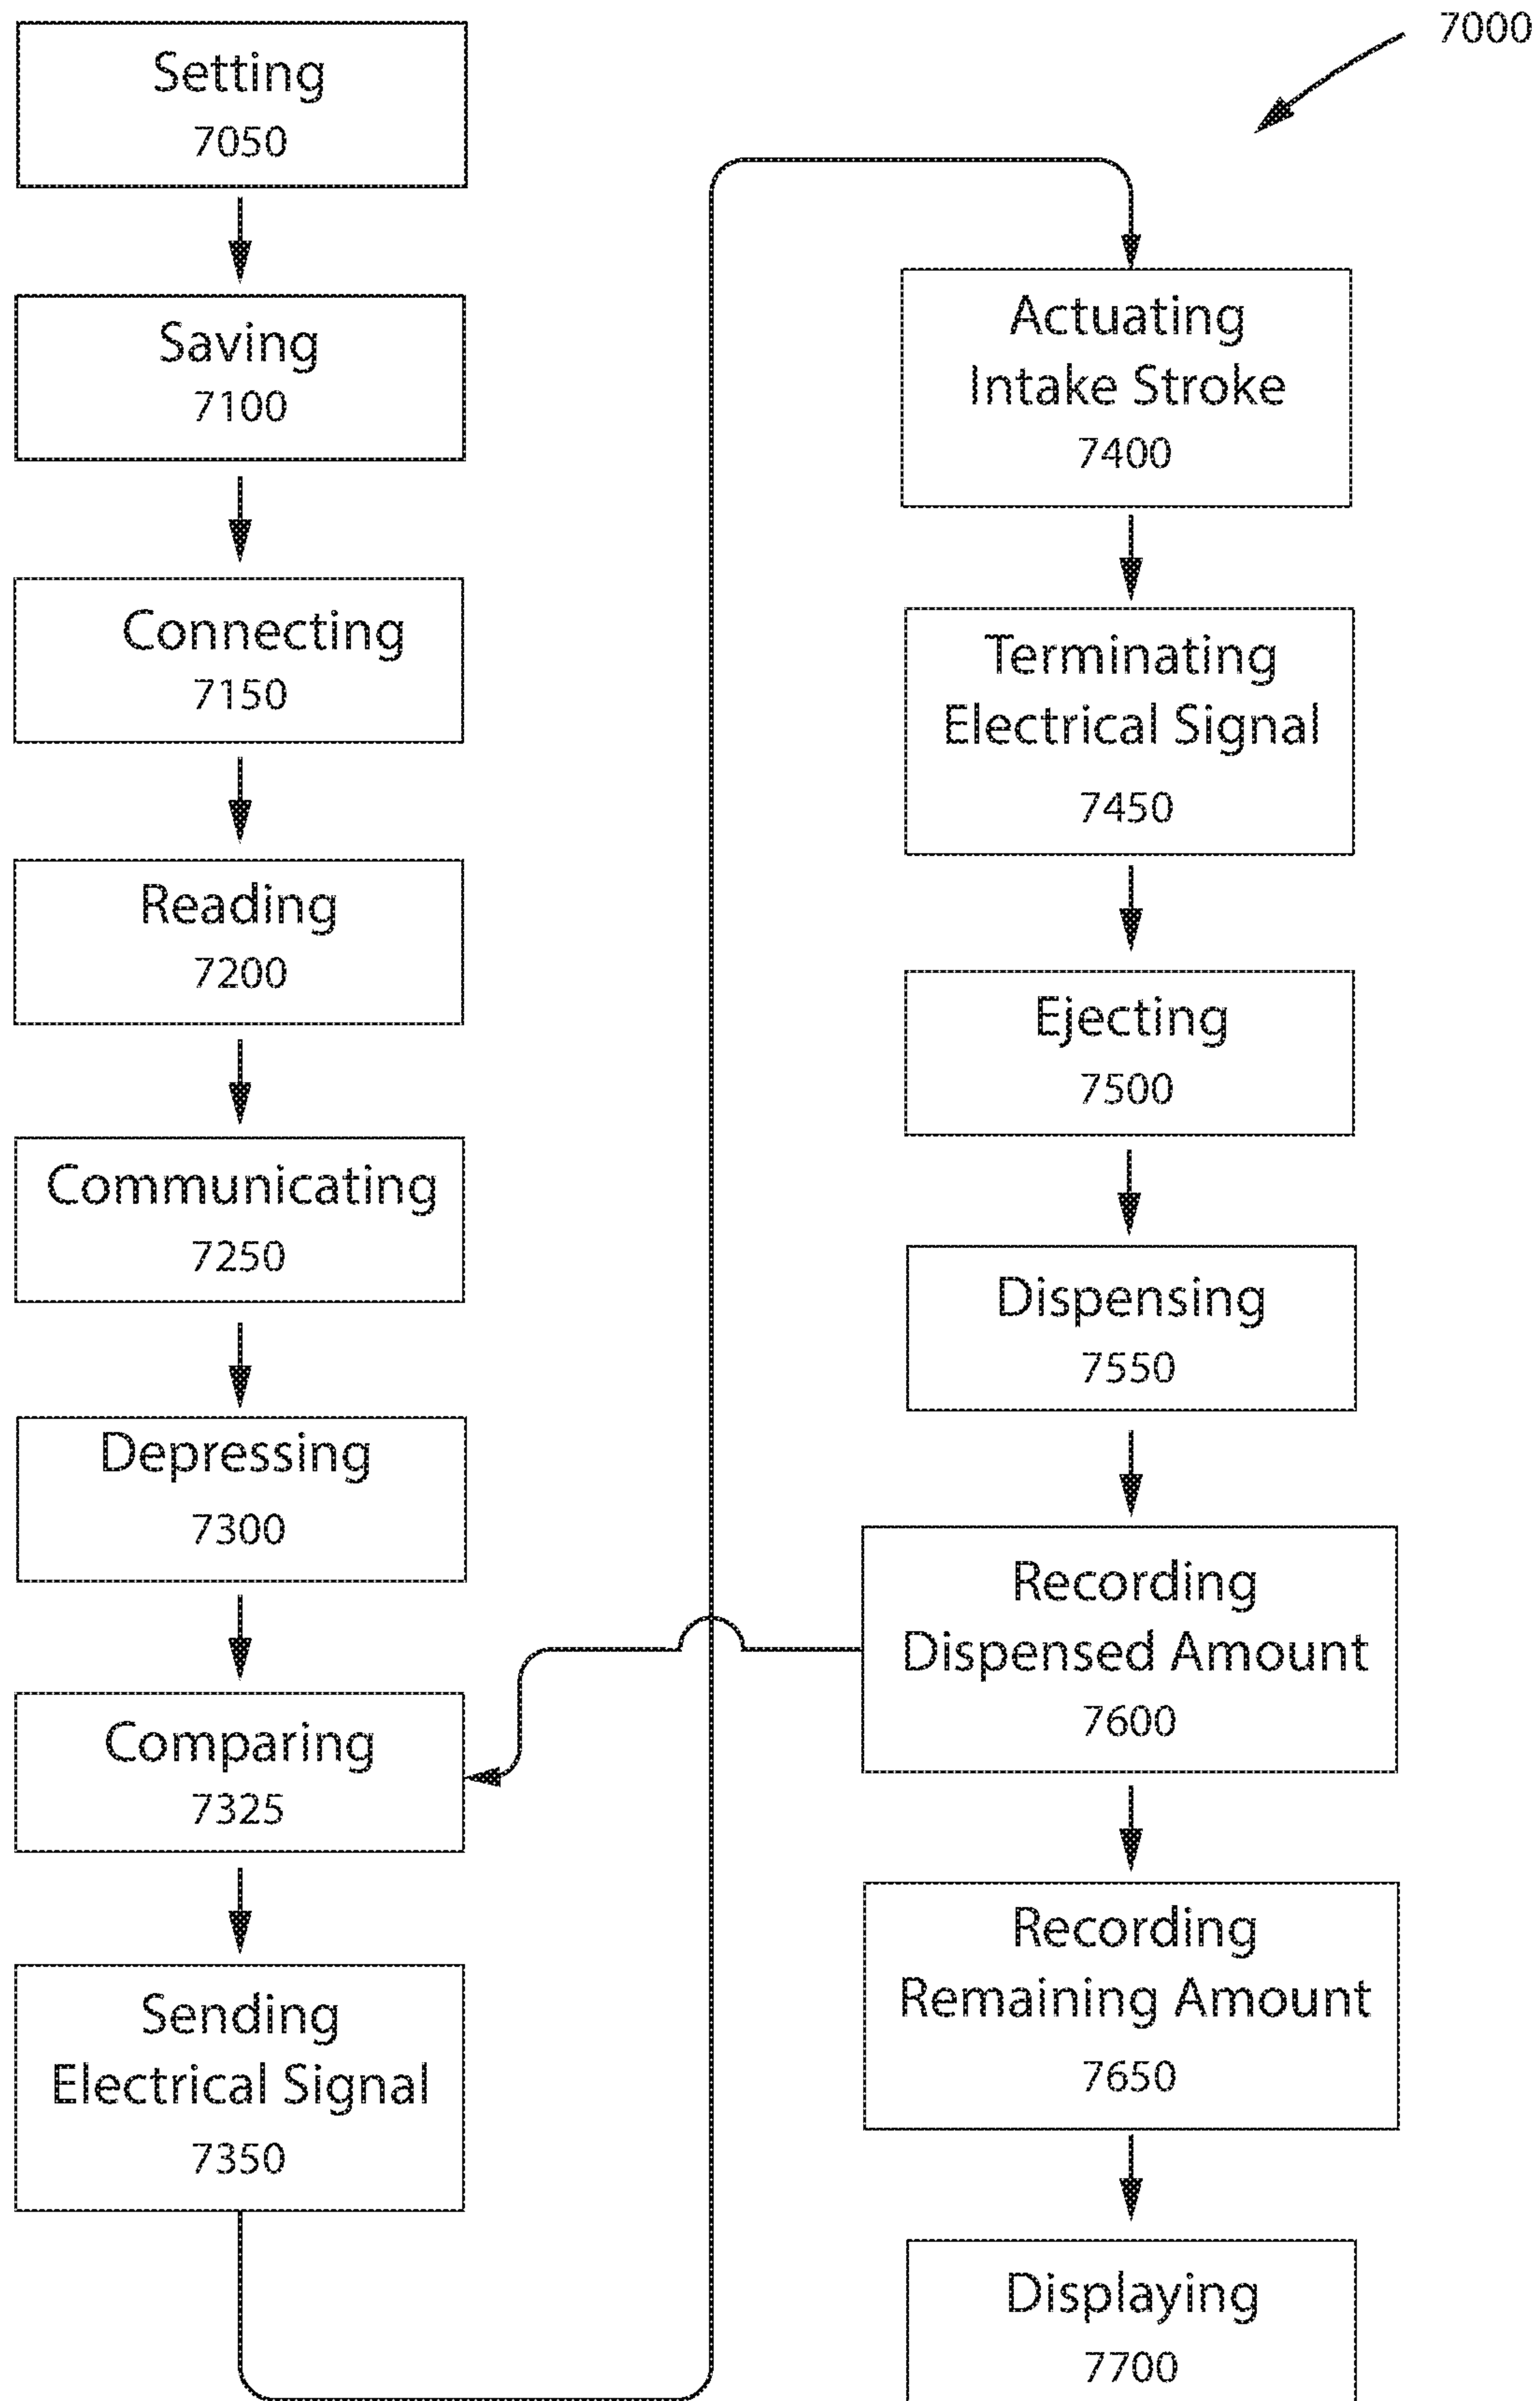 7000
Setting
7050
Saving
7100
Connecting
7150
Reading
7200
Communicating
7250
Depressing
7300
Comparing
7325
Sending
Electrical Signal
7350
Actuating
Intake Stroke
7400
Terminating
Electrical Signal
7450
Ejecting
7500
Dispensing
7550
Recording
Dispensed Amount
7600
Recording
Remaining Amount
7650
Displaying
7700